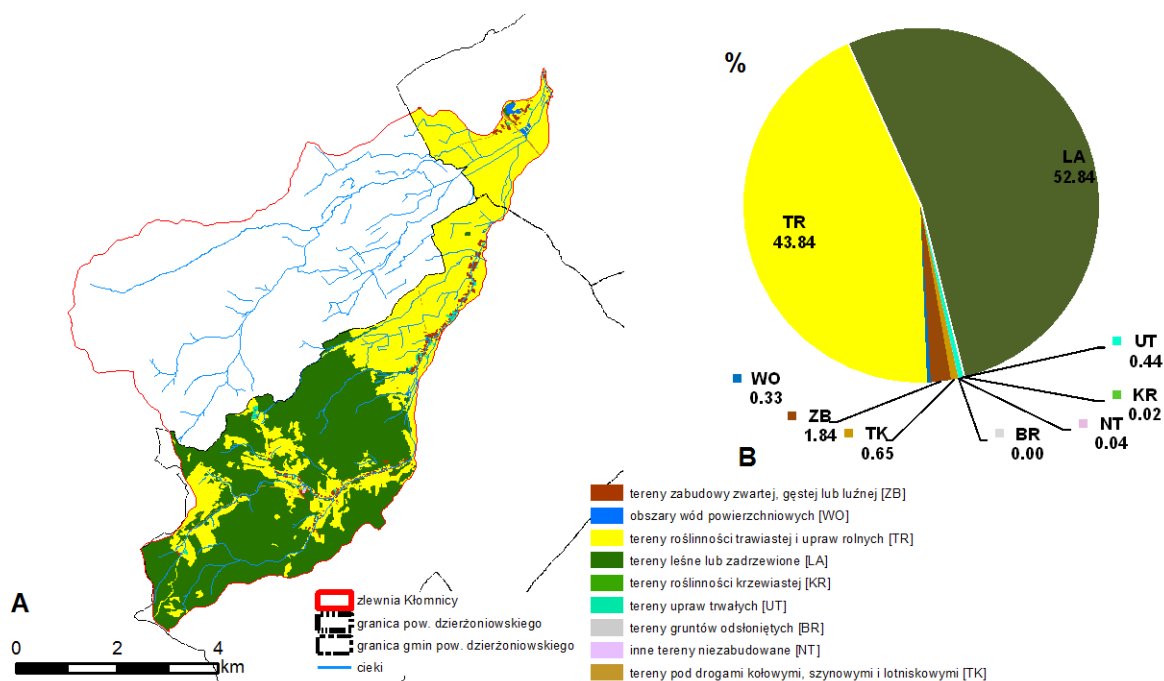 %
LA
52.84
TR
43.84
UT
0.44
KR
0.02
NT
0.04
BR
0.00
TK
0.65
ZB
1.84
WO
0.33
B
tereny zabudowy zwartej, gęstej lub luźnej [ZB]
obszary wód powierzchniowych [WO]
tereny roślinności trawiastej i upraw rolnych [TR]
tereny leśne lub zadrzewione [LA]
tereny roślinności krzewiastej [KR]
tereny upraw trwałych [UT]
tereny gruntów odsłoniętych [BR]
inne tereny niezabudowane [NT]
tereny pod drogami kołowymi, szynowymi i lotniskowymi [TK]
A
zlewnia Kłomnicy
granica pow. dzierżoniowskiego
granica gmin pow. dzierżoniowskiego
cieki
0 2 4
km